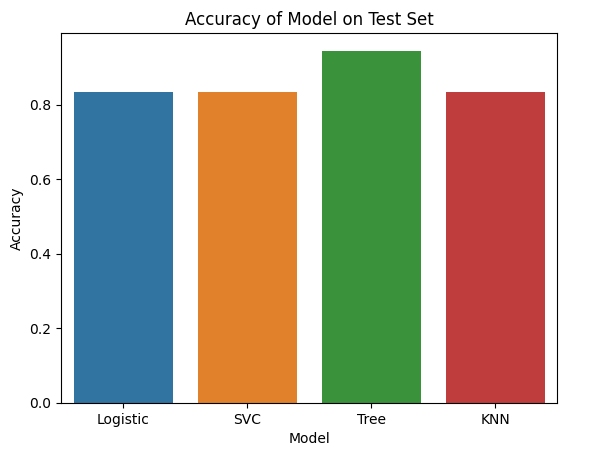 Accuracy of Model on Test Set
Accuracy
0.8
0.6
0.4
0.2
0.0
Logistic SVC Tree KNN
Model